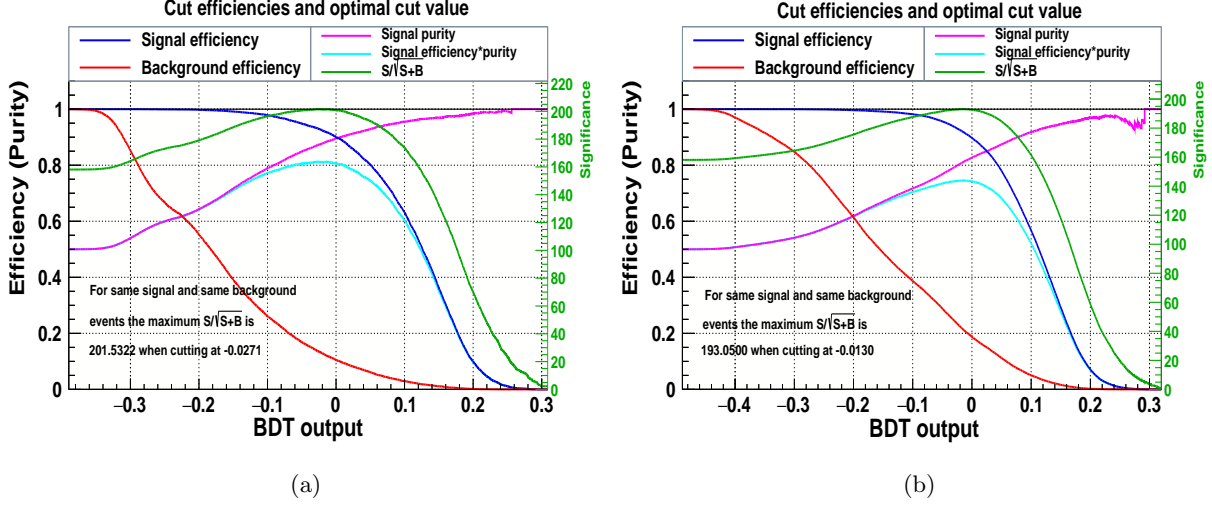 Cut efficiencies and optimal cut value
Signal efficiency
Background efficiency
Signal purity
Signal efficiency*purity
S/√S+B
Efficiency (Purity)
1
0.8
0.6
0.4
0.2
0
220
200
180
160
140
120
100
80
60
40
20
0
Significance
For same signal and same background
events the maximum S/√S+B is
201.5322 when cutting at -0.0271
−0.3 −0.2 −0.1 0 0.1 0.2 0.3
BDT output
(a)
Cut efficiencies and optimal cut value
Signal efficiency
Background efficiency
Signal purity
Signal efficiency*purity
S/√S+B
Efficiency (Purity)
1
0.8
0.6
0.4
0.2
0
200
180
160
140
120
100
80
60
40
20
0
Significance
For same signal and same background
events the maximum S/√S+B is
193.0500 when cutting at -0.0130
−0.4 −0.3 −0.2 −0.1 0 0.1 0.2 0.3
BDT output
(b)